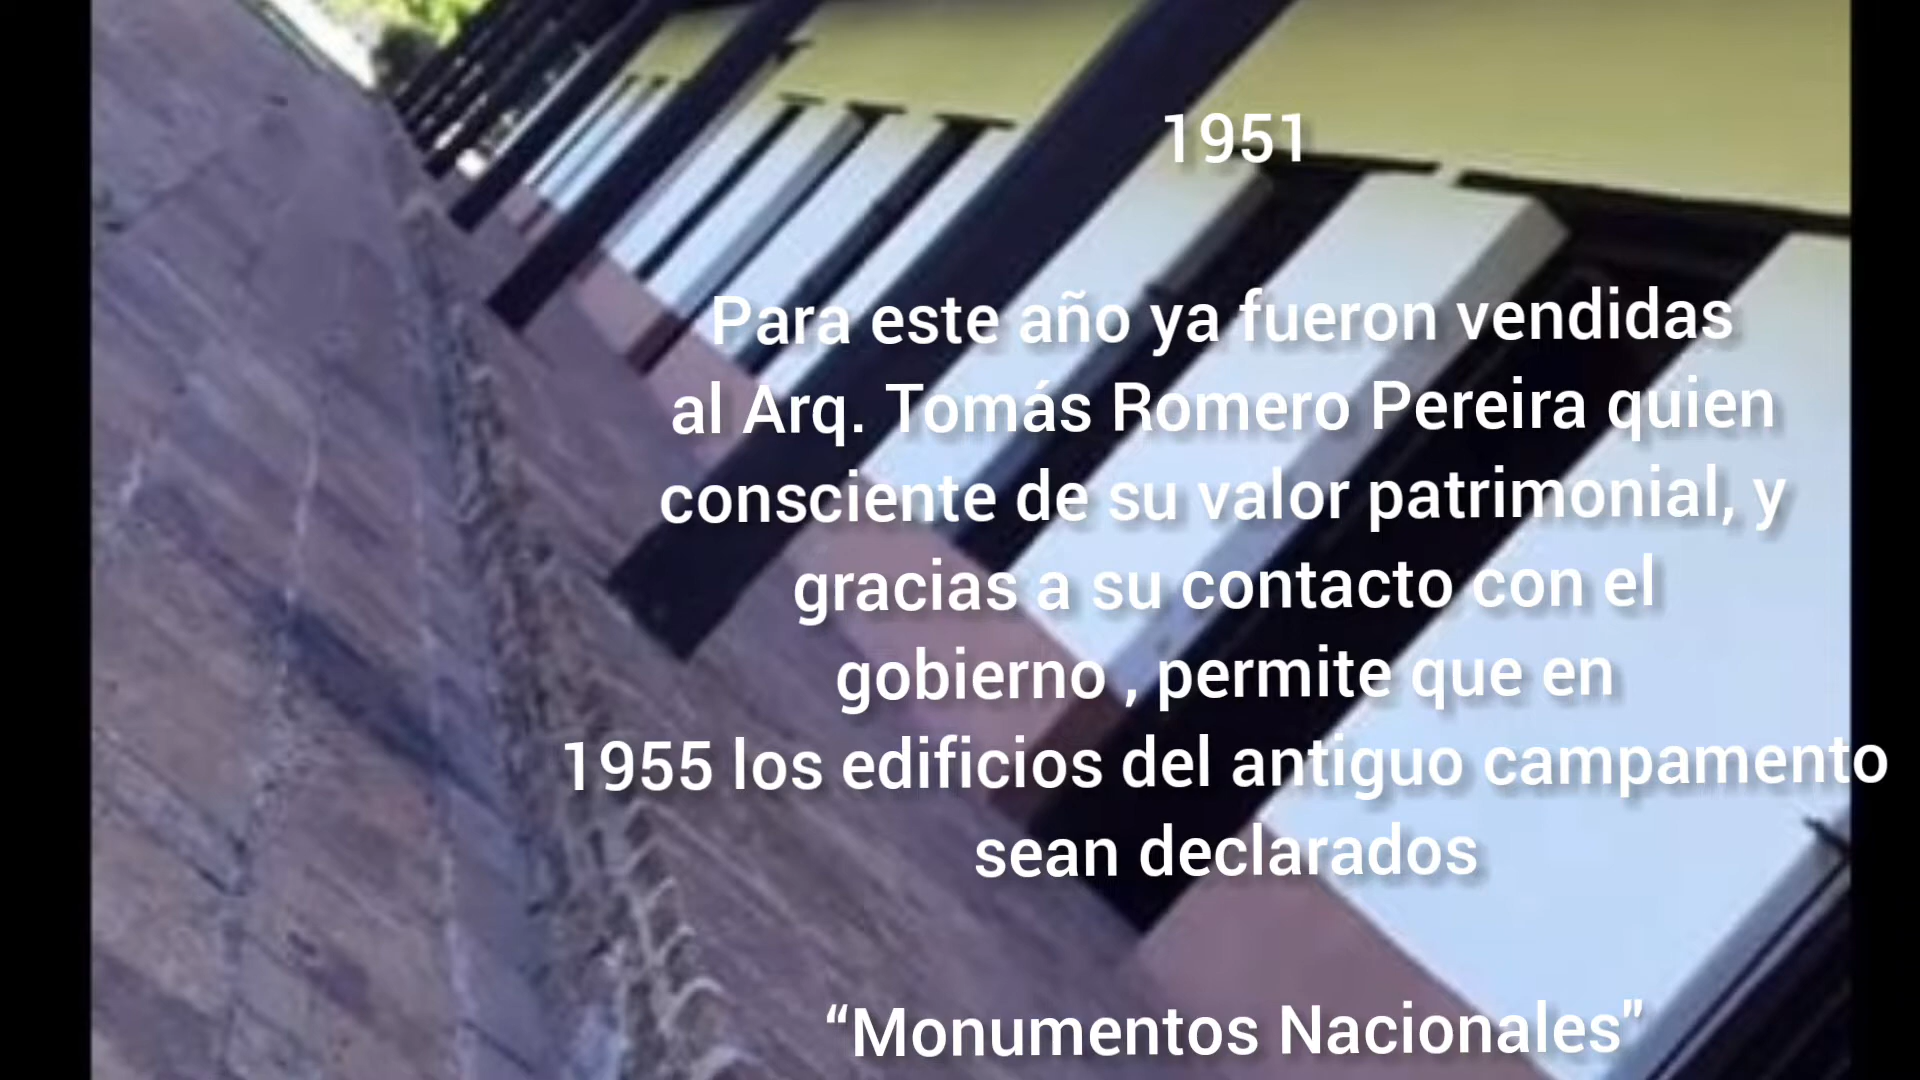 1951
Para este año ya fueron vendidas
al Arq. Tomás Romero Pereira quien
consciente de su valor patrimonial, y
gracias a su contacto con el
gobierno , permite que en
1955 los edificios del antiguo campamento
sean declarados
“Monumentos Nacionales”